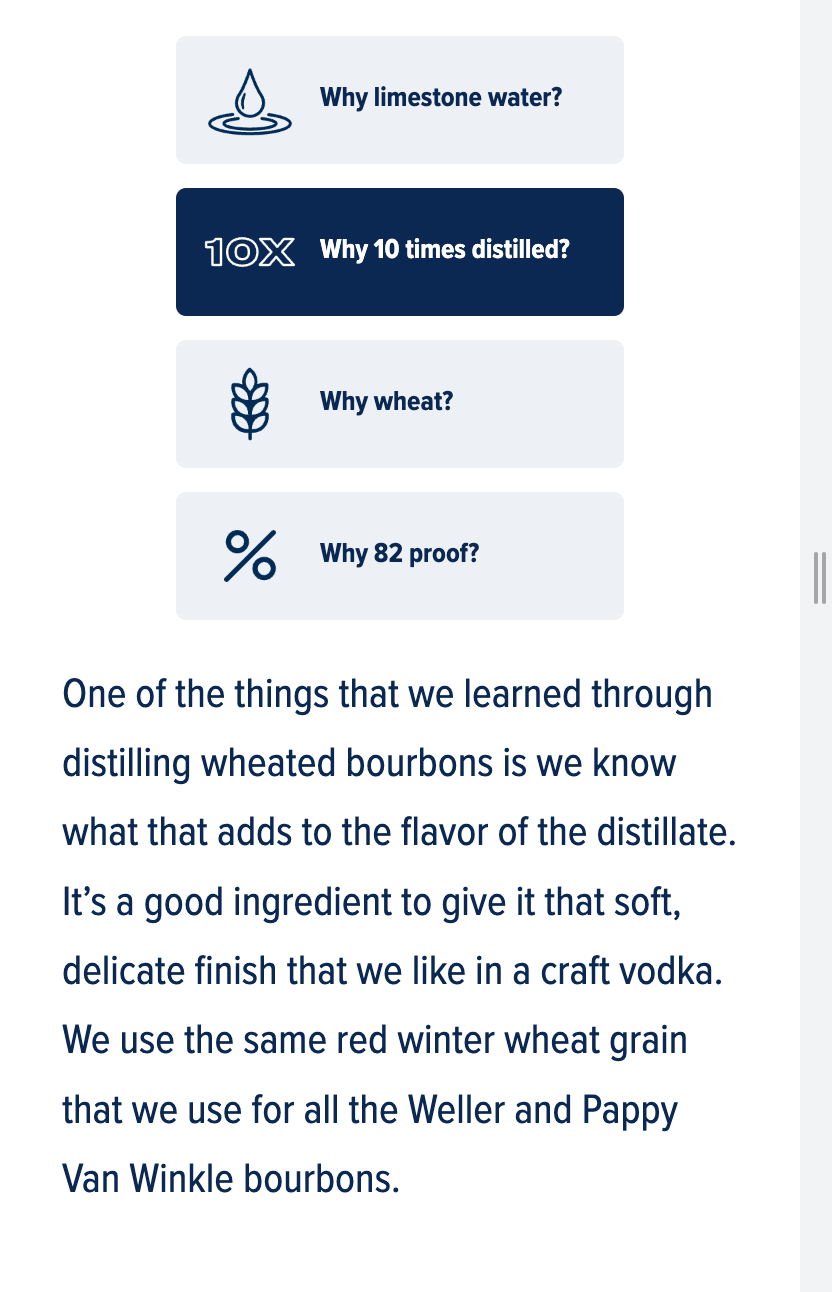 Why limestone water?
10X Why 10 times distilled?
Why wheat?
% Why 82 proof?
One of the things that we learned through
distilling wheated bourbons is we know
what that adds to the flavor of the distillate.
It’s a good ingredient to give it that soft,
delicate finish that we like in a craft vodka.
We use the same red winter wheat grain
that we use for all the Weller and Pappy
Van Winkle bourbons.